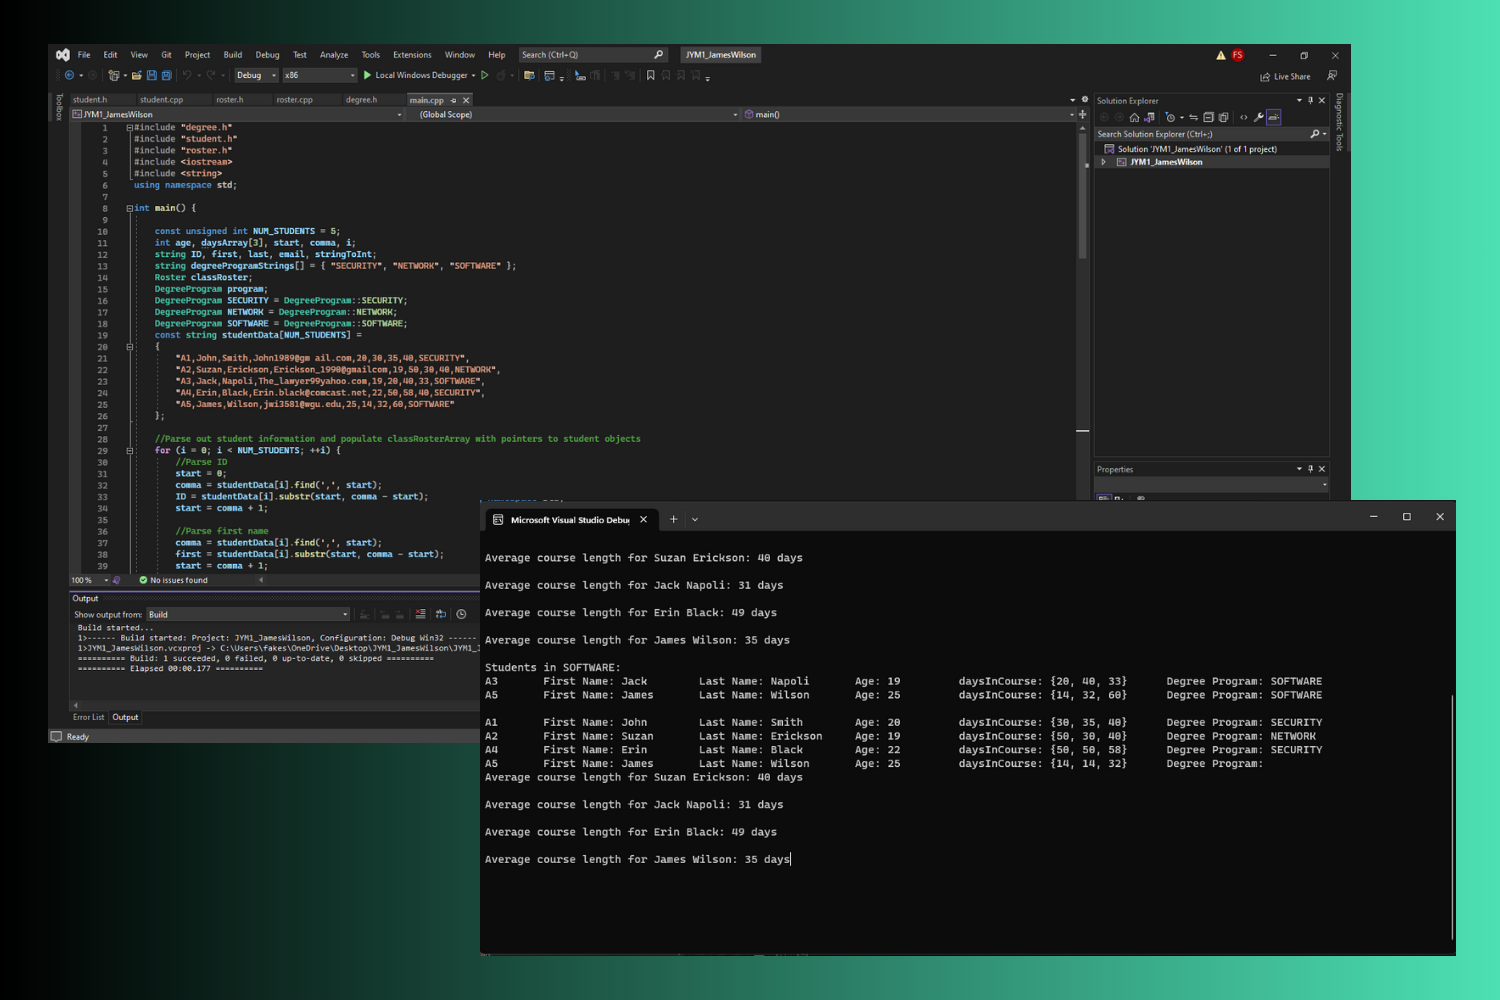 File Edit View Git Project Build Debug Test Analyze Tools Extensions Window Help Search (Ctrl+Q) JYM1_JamesWilson FS
Debug x86 Local Windows Debugger Live Share
Toolbox
student.h student.cpp roster.h roster.cpp degree.h main.cpp
JYM1_JamesWilson (Global Scope) main()
1 #include "degree.h"
2 #include "student.h"
3 #include "roster.h"
4 #include <iostream>
5 #include <string>
6 using namespace std;
7
8 int main() {
9
10 const unsigned int NUM_STUDENTS = 5;
11 int age, daysArray[3], start, comma, i;
12 string ID, first, last, email, stringToInt;
13 string degreeProgramStrings[] = { "SECURITY", "NETWORK", "SOFTWARE" };
14 Roster classRoster;
15 DegreeProgram program;
16 DegreeProgram SECURITY = DegreeProgram::SECURITY;
17 DegreeProgram NETWORK = DegreeProgram::NETWORK;
18 DegreeProgram SOFTWARE = DegreeProgram::SOFTWARE;
19 const string studentData[NUM_STUDENTS] =
20 {
21 "A1,John,Smith,John1989@gm ail.com,20,30,35,40,SECURITY",
22 "A2,Suzan,Erickson,Erickson_1990@gmailcom,19,50,30,40,NETWORK",
23 "A3,Jack,Napoli,The_lawyer99yahoo.com,19,20,40,33,SOFTWARE",
24 "A4,Erin,Black,Erin.black@comcast.net,22,50,58,40,SECURITY",
25 "A5,James,Wilson,jwi3581@wgu.edu,25,14,32,60,SOFTWARE"
26 };
27
28 //Parse out student information and populate classRosterArray with pointers to student objects
29 for (i = 0; i < NUM_STUDENTS; ++i) {
30 //Parse ID
31 start = 0;
32 comma = studentData[i].find(',', start);
33 ID = studentData[i].substr(start, comma - start);
34 start = comma + 1;
35
36 //Parse first name
37 comma = studentData[i].find(',', start);
38 first = studentData[i].substr(start, comma - start);
39 start = comma + 1;
100 % No issues found
Output
Show output from: Build
Build started...
1>------ Build started: Project: JYM1_JamesWilson, Configuration: Debug Win32 ------
1>JYM1_JamesWilson.vcxproj -> C:\Users\fakes\OneDrive\Desktop\JYM1_JamesWilson\JYM1_J
========== Build: 1 succeeded, 0 failed, 0 up-to-date, 0 skipped ==========
========== Elapsed 00:00.177 ==========
Error List Output
Ready
Solution Explorer
Search Solution Explorer (Ctrl+;)
Solution 'JYM1_JamesWilson' (1 of 1 project)
JYM1_JamesWilson
Diagnostic Tools
Properties
Microsoft Visual Studio Debug
Average course length for Suzan Erickson: 40 days
Average course length for Jack Napoli: 31 days
Average course length for Erin Black: 49 days
Average course length for James Wilson: 35 days
Students in SOFTWARE:
A3 First Name: Jack Last Name: Napoli Age: 19 daysInCourse: {20, 40, 33} Degree Program: SOFTWARE
A5 First Name: James Last Name: Wilson Age: 25 daysInCourse: {14, 32, 60} Degree Program: SOFTWARE
A1 First Name: John Last Name: Smith Age: 20 daysInCourse: {30, 35, 40} Degree Program: SECURITY
A2 First Name: Suzan Last Name: Erickson Age: 19 daysInCourse: {50, 30, 40} Degree Program: NETWORK
A4 First Name: Erin Last Name: Black Age: 22 daysInCourse: {50, 50, 58} Degree Program: SECURITY
A5 First Name: James Last Name: Wilson Age: 25 daysInCourse: {14, 14, 32} Degree Program:
Average course length for Suzan Erickson: 40 days
Average course length for Jack Napoli: 31 days
Average course length for Erin Black: 49 days
Average course length for James Wilson: 35 days